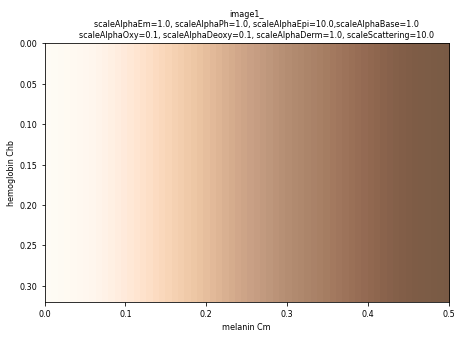 image1_
scaleAlphaEm=1.0, scaleAlphaPh=1.0, scaleAlphaEpi=10.0,scaleAlphaBase=1.0
scaleAlphaOxy=0.1, scaleAlphaDeoxy=0.1, scaleAlphaDerm=1.0, scaleScattering=10.0
0.00
0.05
0.10
0.15
0.20
0.25
0.30
hemoglobin Chb
0.0 0.1 0.2 0.3 0.4 0.5
melanin Cm